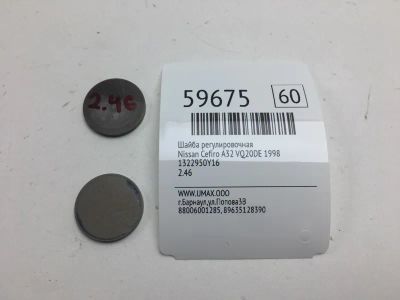 2.46
59675 60
Шайба регулировочная
Nissan Cefiro A32 VQ20DE 1998
1322950Y16
2.46
WWW.UMAX.OOO
г.Барнаул,ул.Попова3В
88006001285, 89635128390